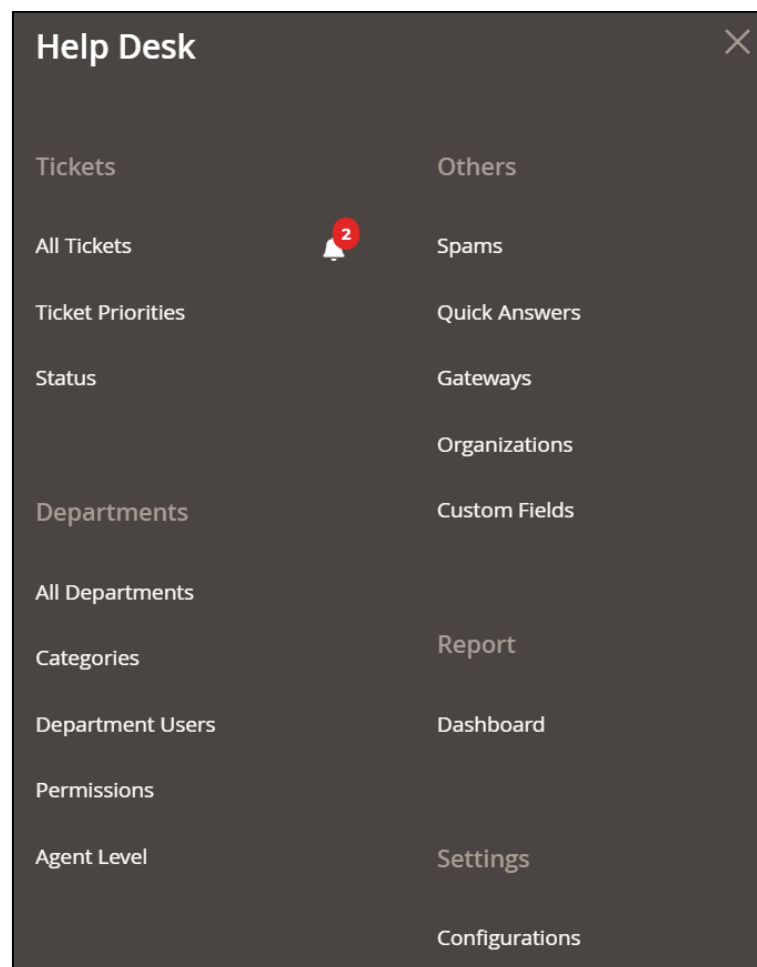 Help Desk
Tickets
All Tickets
2
Ticket Priorities
Status
Departments
All Departments
Categories
Department Users
Permissions
Agent Level
Others
Spams
Quick Answers
Gateways
Organizations
Custom Fields
Report
Dashboard
Settings
Configurations